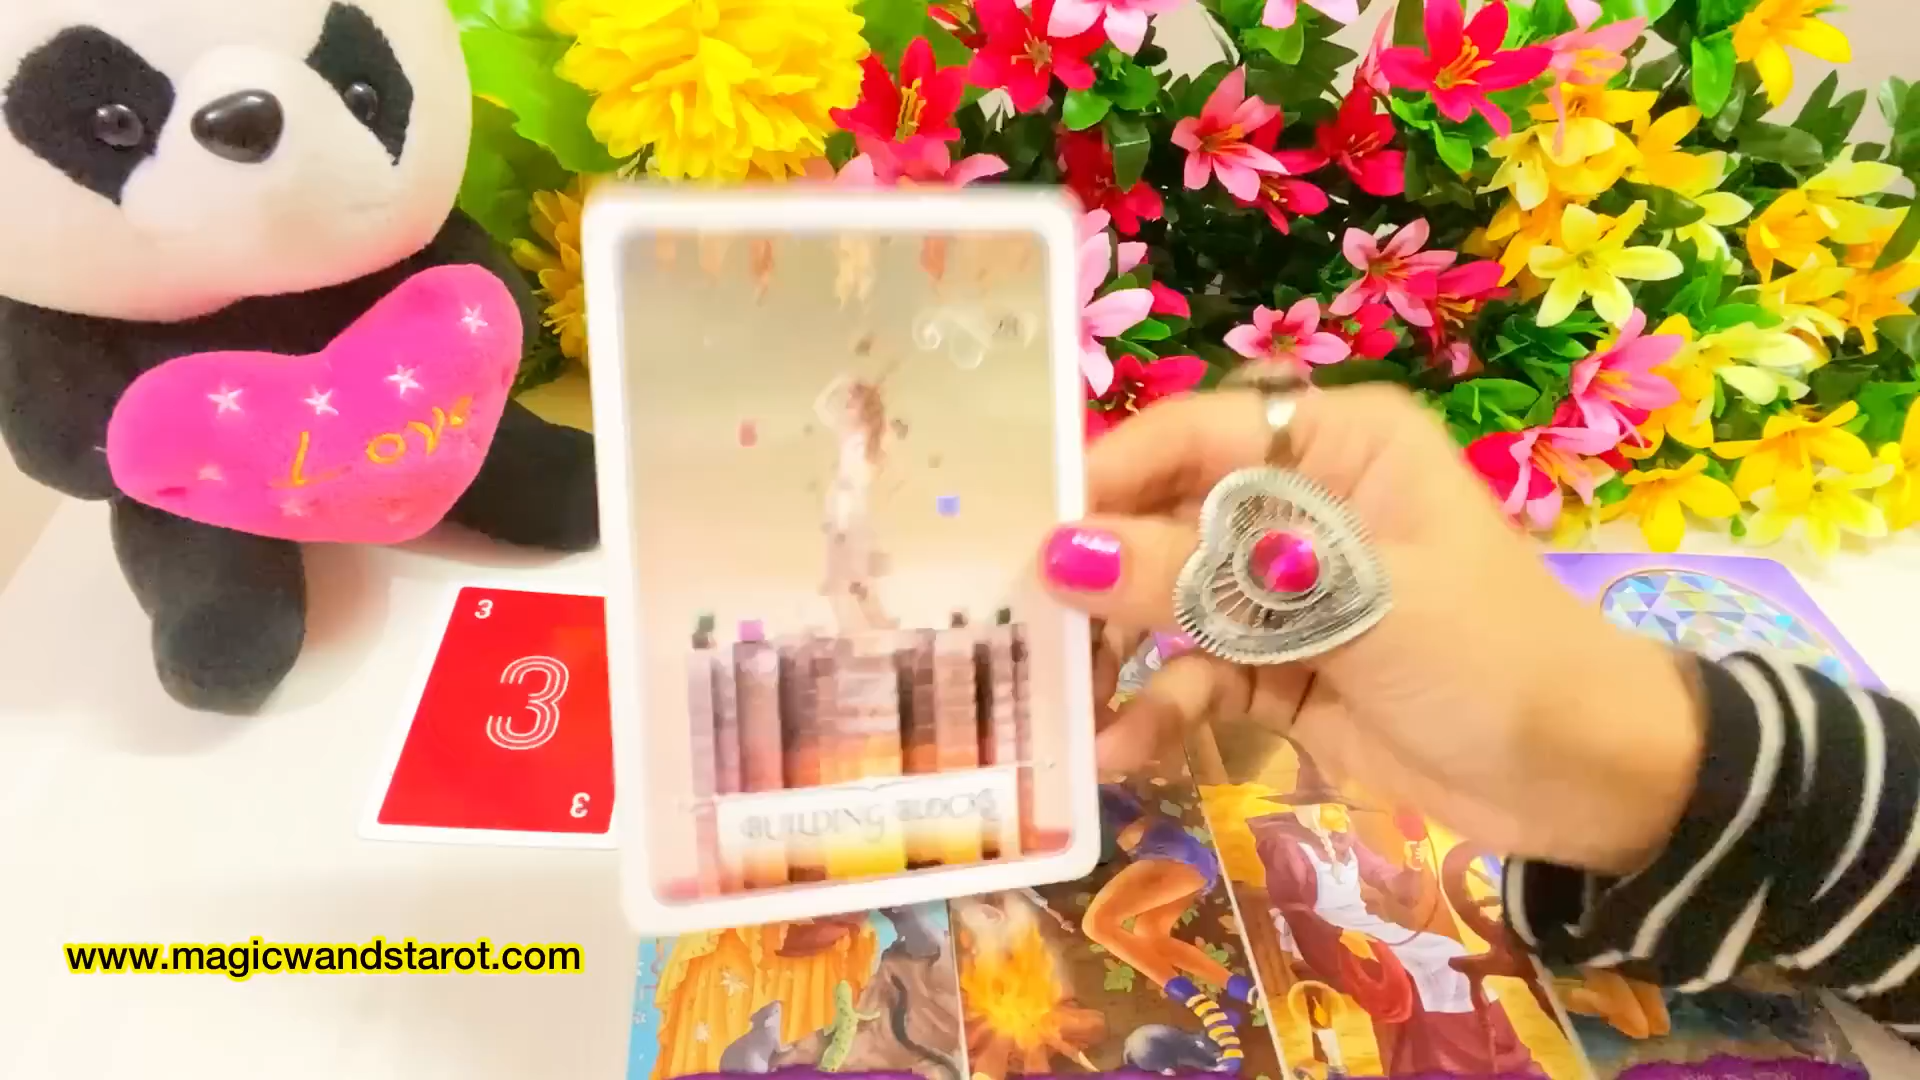 Love
3
3
3
BUILDING BLOCKS
www.magicwandstarot.com